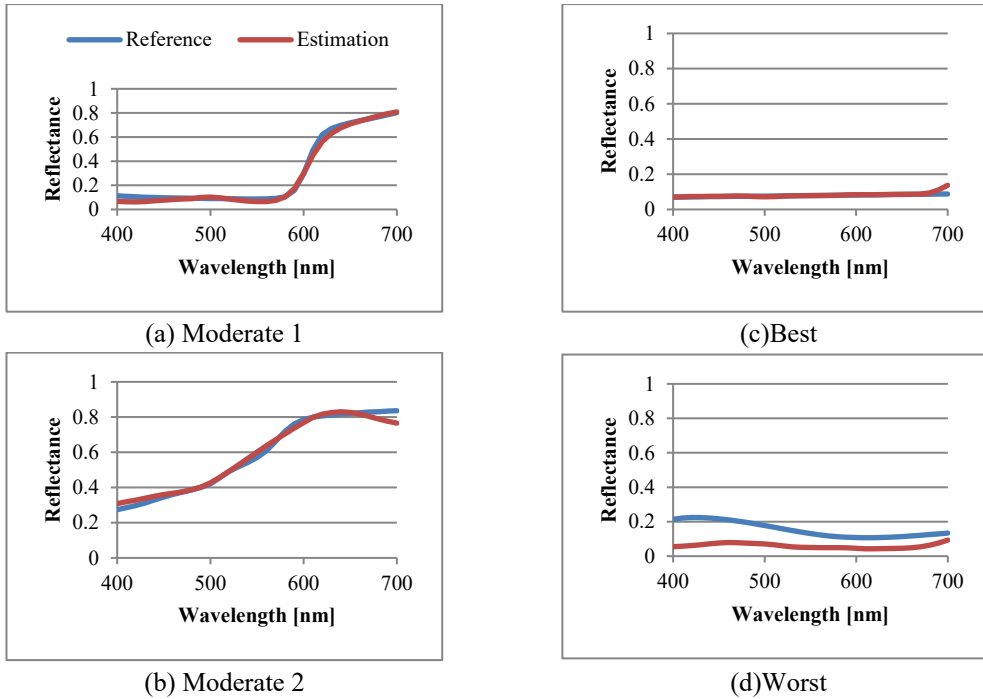 Reference Estimation
Reflectance
1
0.8
0.6
0.4
0.2
0
400 500 600 700
Wavelength [nm]
(a) Moderate 1
Reflectance
1
0.8
0.6
0.4
0.2
0
400 500 600 700
Wavelength [nm]
(c)Best
Reflectance
1
0.8
0.6
0.4
0.2
0
400 500 600 700
Wavelength [nm]
(b) Moderate 2
Reflectance
1
0.8
0.6
0.4
0.2
0
400 500 600 700
Wavelength [nm]
(d)Worst